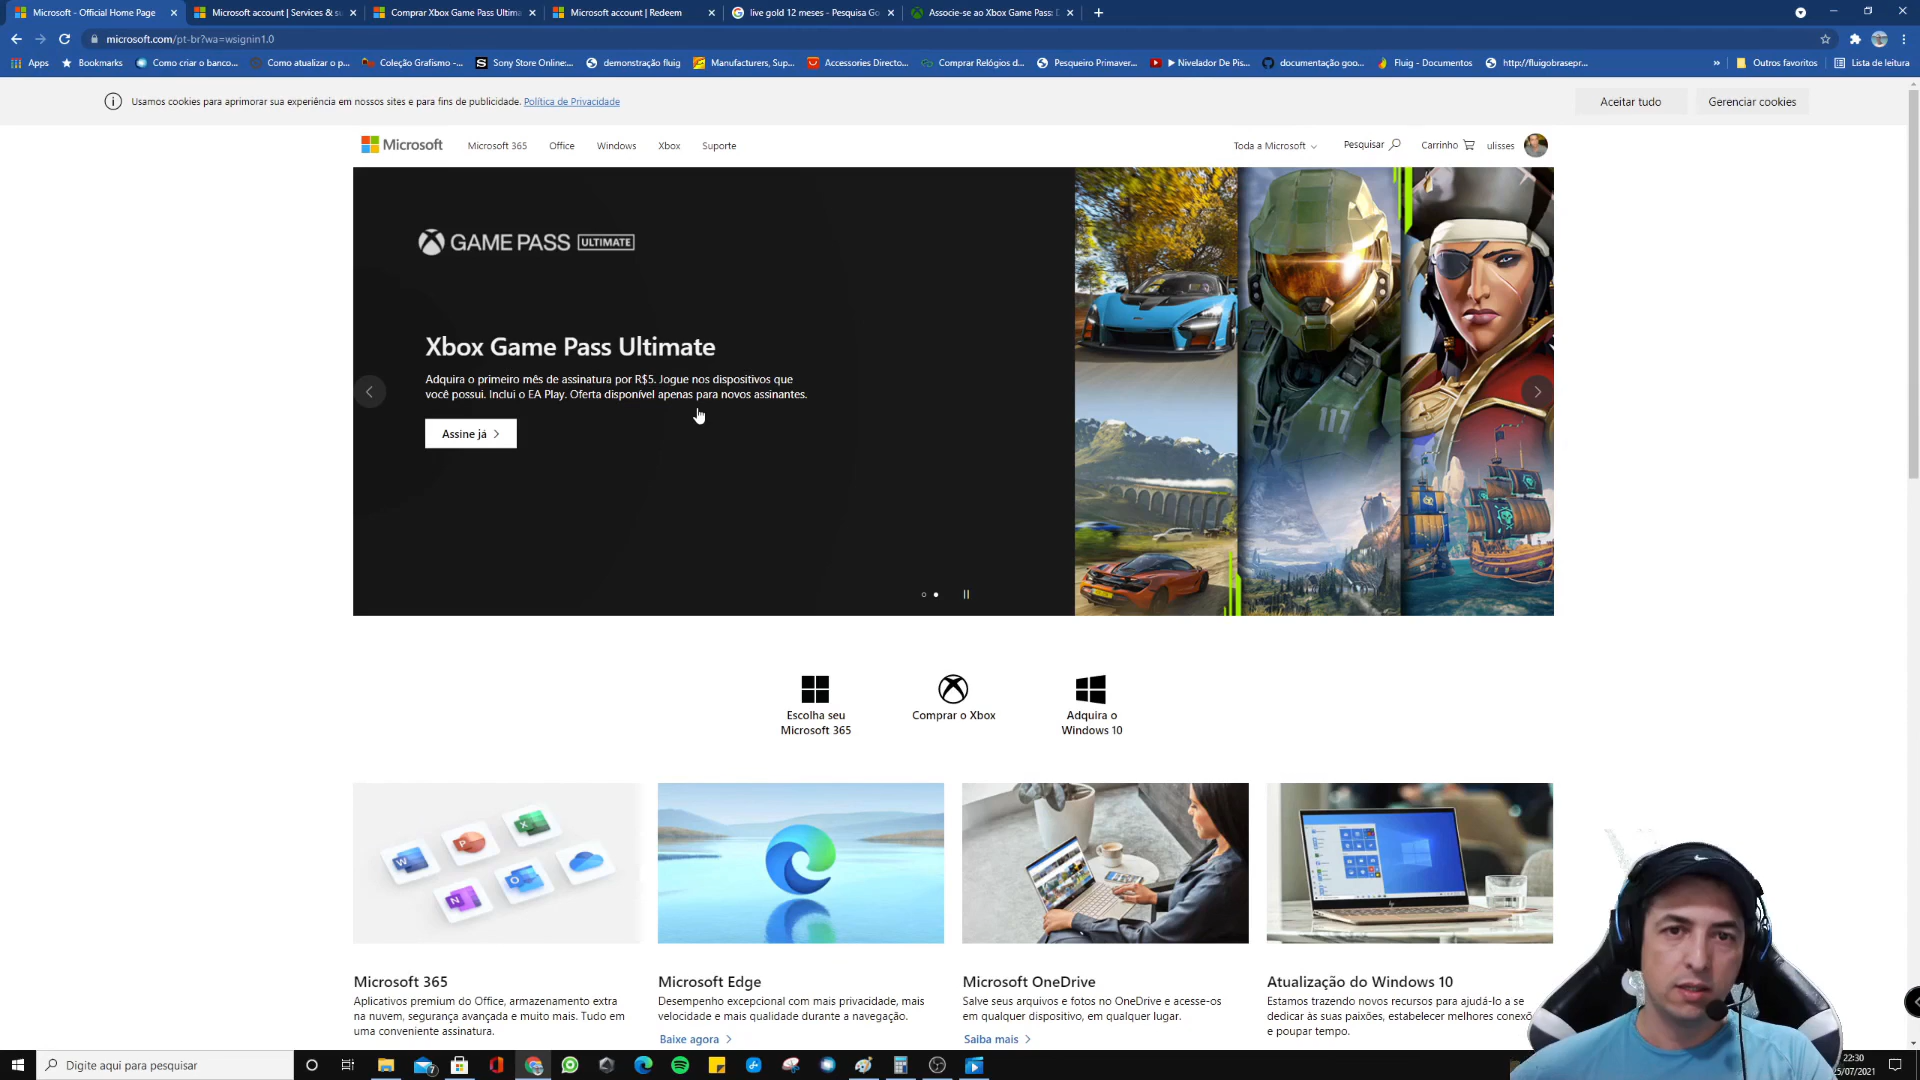 Microsoft - Official Home Page
Microsoft account | Services & su
Comprar Xbox Game Pass Ultima
Microsoft account | Redeem
live gold 12 meses - Pesquisa Go
Associe-se ao Xbox Game Pass: D
microsoft.com/pt-br?wa=wsignin1.0
Apps
Bookmarks
Como criar o banco...
Como atualizar o p...
Coleção Grafismo -...
Sony Store Online:...
demonstração fluig
Manufacturers, Sup...
Accessories Directo...
Comprar Relógios d...
Pesqueiro Primaver...
Nivelador De Pis...
documentação goo...
Fluig - Documentos
http://fluigobrasepr...
»
Outros favoritos
Lista de leitura
Usamos cookies para aprimorar sua experiência em nossos sites e para fins de publicidade. Política de Privacidade
Aceitar tudo
Gerenciar cookies
Microsoft
Microsoft 365
Office
Windows
Xbox
Suporte
Toda a Microsoft
Pesquisar
Carrinho
ulisses
GAME PASS ULTIMATE
Xbox Game Pass Ultimate
Adquira o primeiro mês de assinatura por R$5. Jogue nos dispositivos que
você possui. Inclui o EA Play. Oferta disponível apenas para novos assinantes.
Assine já
117
Escolha seu
Microsoft 365
Comprar o Xbox
Adquira o
Windows 10
Microsoft 365
Aplicativos premium do Office, armazenamento extra
na nuvem, segurança avançada e muito mais. Tudo em
uma conveniente assinatura.
Microsoft Edge
Desempenho excepcional com mais privacidade, mais
velocidade e mais qualidade durante a navegação.
Baixe agora
Microsoft OneDrive
Salve seus arquivos e fotos no OneDrive e acesse-os
em qualquer dispositivo, em qualquer lugar.
Saiba mais
Atualização do Windows 10
Estamos trazendo novos recursos para ajudá-lo a se
dedicar às suas paixões, estabelecer melhores conexõ
e poupar tempo.
Digite aqui para pesquisar
7
22:30
25/07/2021